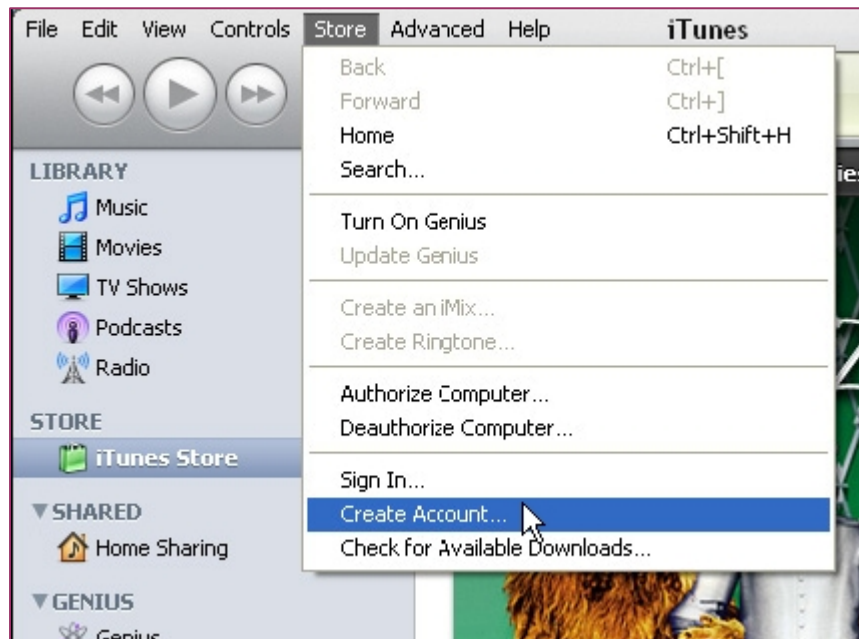 File Edit View Controls Store Advanced Help iTunes
Back Ctrl+[
Forward Ctrl+]
Home Ctrl+Shift+H
Search...
Turn On Genius
Update Genius
Create an iMix...
Create Ringtone...
Authorize Computer...
Deauthorize Computer...
Sign In...
Create Account...
Check for Available Downloads...
LIBRARY
Music
Movies
TV Shows
Podcasts
Radio
STORE
iTunes Store
SHARED
Home Sharing
GENIUS
Genius